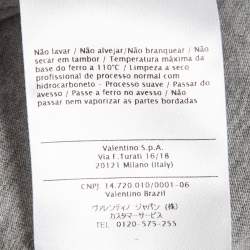 Não lavar / Não alvejar/ Não branquear / Não
secar em tambor / Temperatura máxima da
base do ferro a 110°C / Limpeza a seco
profissional de processo normal com
hidrocarboneto - Processo suave / Passar do
avesso / Passe a ferro no avesso / Não
passar nem vaporizar as partes bordadas
Valentino S.p.A.
Via F.Turati 16/18
20121 Milano (Italy)
CNPJ 14.720.010/0001-06
Valentino Brazil
ヴァレンティノ ジャパン (株)
カスタマーサービス
TEL 0120-575-255